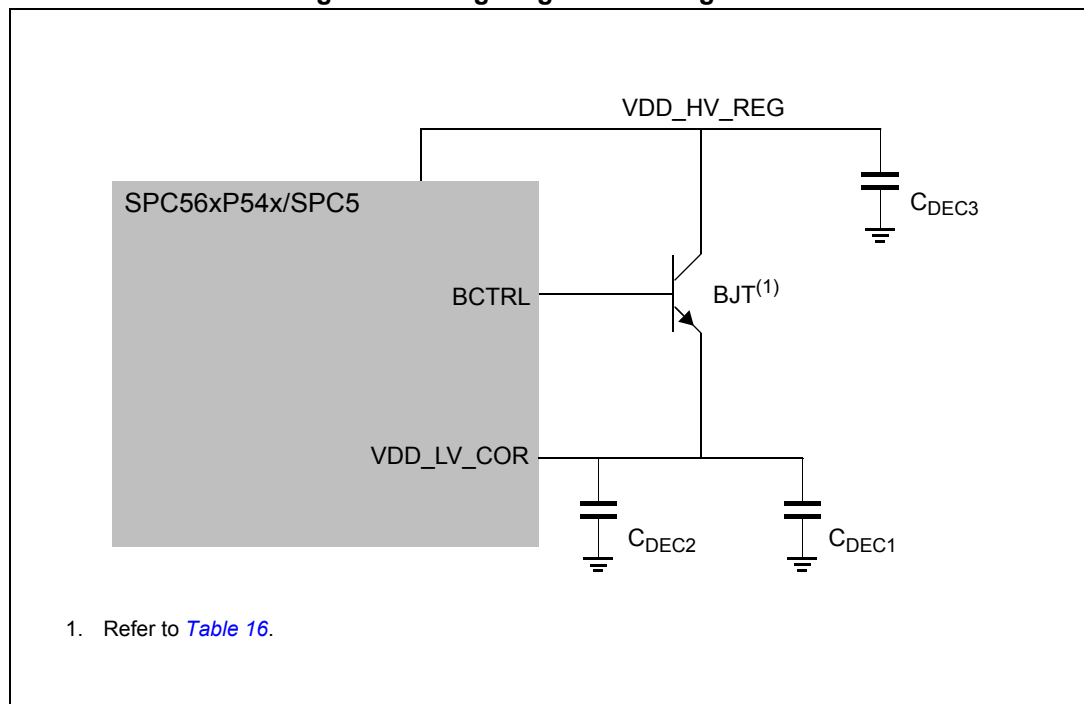 VDD_HV_REG
SPC56xP54x/SPC5
CDEC3
BCTRL
BJT(1)
VDD_LV_COR
CDEC2
CDEC1
1. Refer to Table 16.